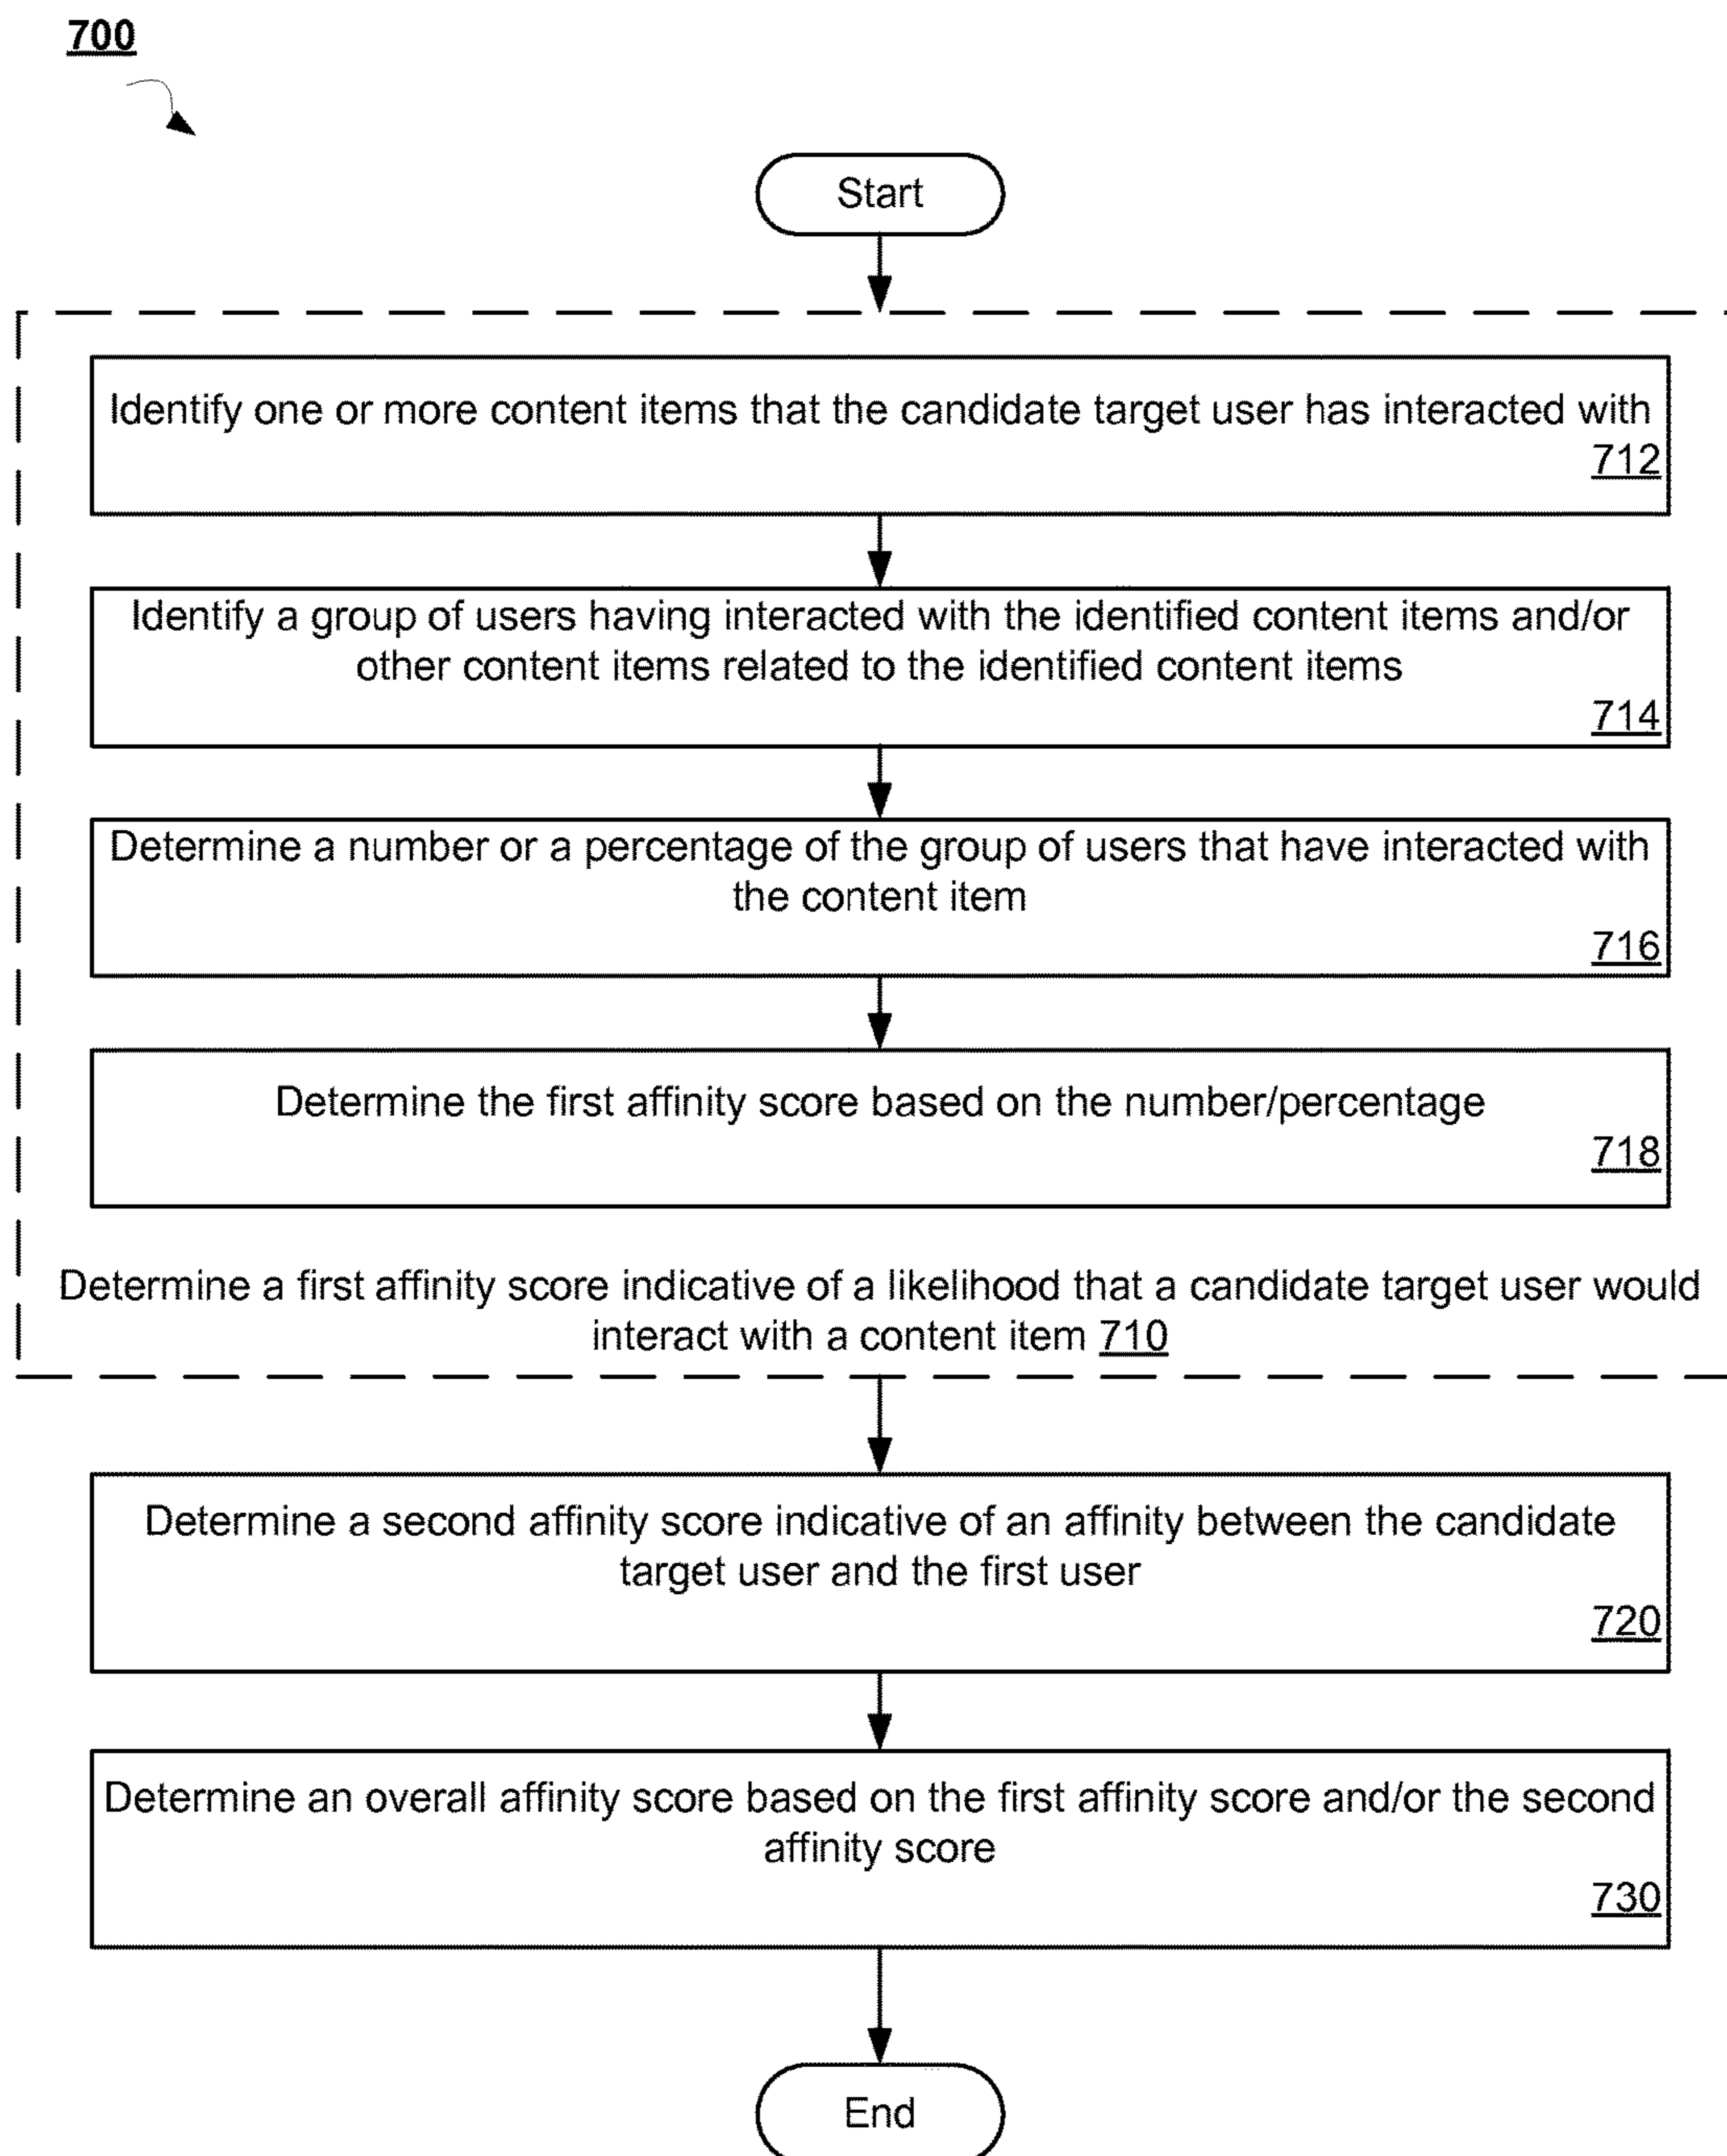 700
Start
Identify one or more content items that the candidate target user has interacted with
712
Identify a group of users having interacted with the identified content items and/or
other content items related to the identified content items
714
Determine a number or a percentage of the group of users that have interacted with
the content item
716
Determine the first affinity score based on the number/percentage
718
Determine a first affinity score indicative of a likelihood that a candidate target user would
interact with a content item 710
Determine a second affinity score indicative of an affinity between the candidate
target user and the first user
720
Determine an overall affinity score based on the first affinity score and/or the second
affinity score
730
End